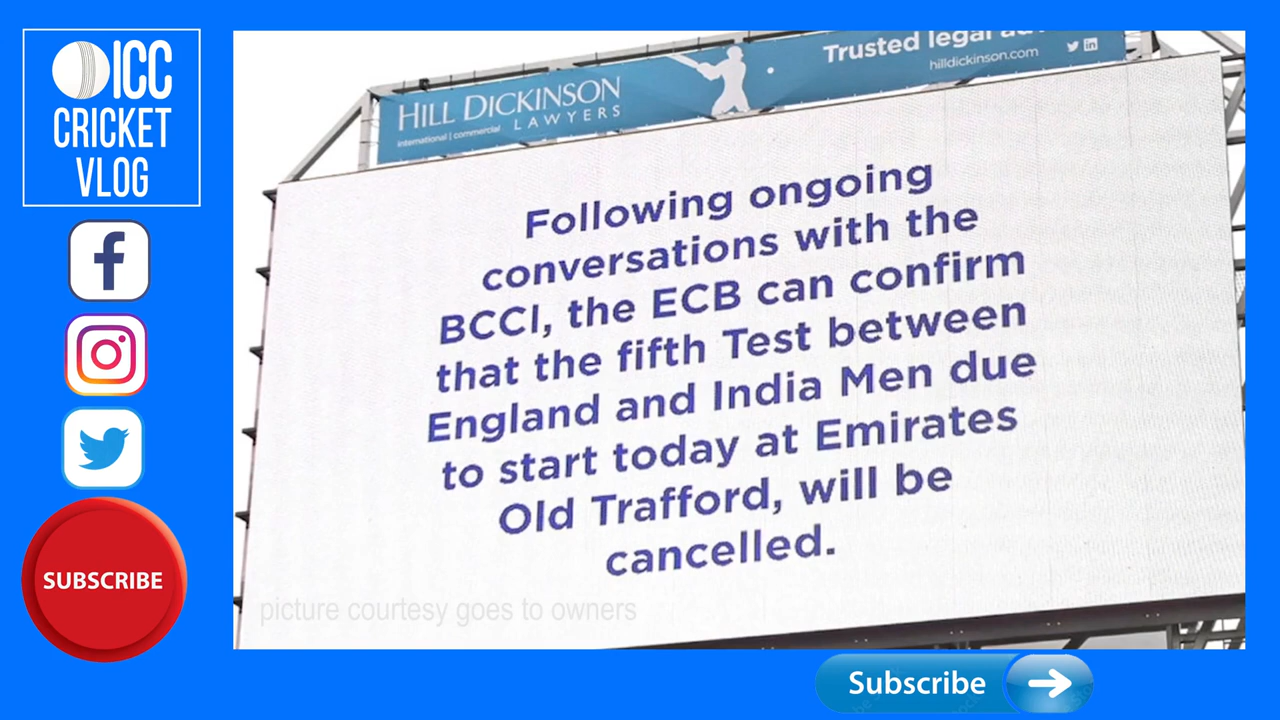 ICC
CRICKET
VLOG
SUBSCRIBE
HILL DICKINSON
LAWYERS
international | commercial
Trusted legal
hilldickinson.com
Following ongoing
conversations with the
BCCI, the ECB can confirm
that the fifth Test between
England and India Men due
to start today at Emirates
Old Trafford, will be
cancelled.
picture courtesy goes to owners
Subscribe